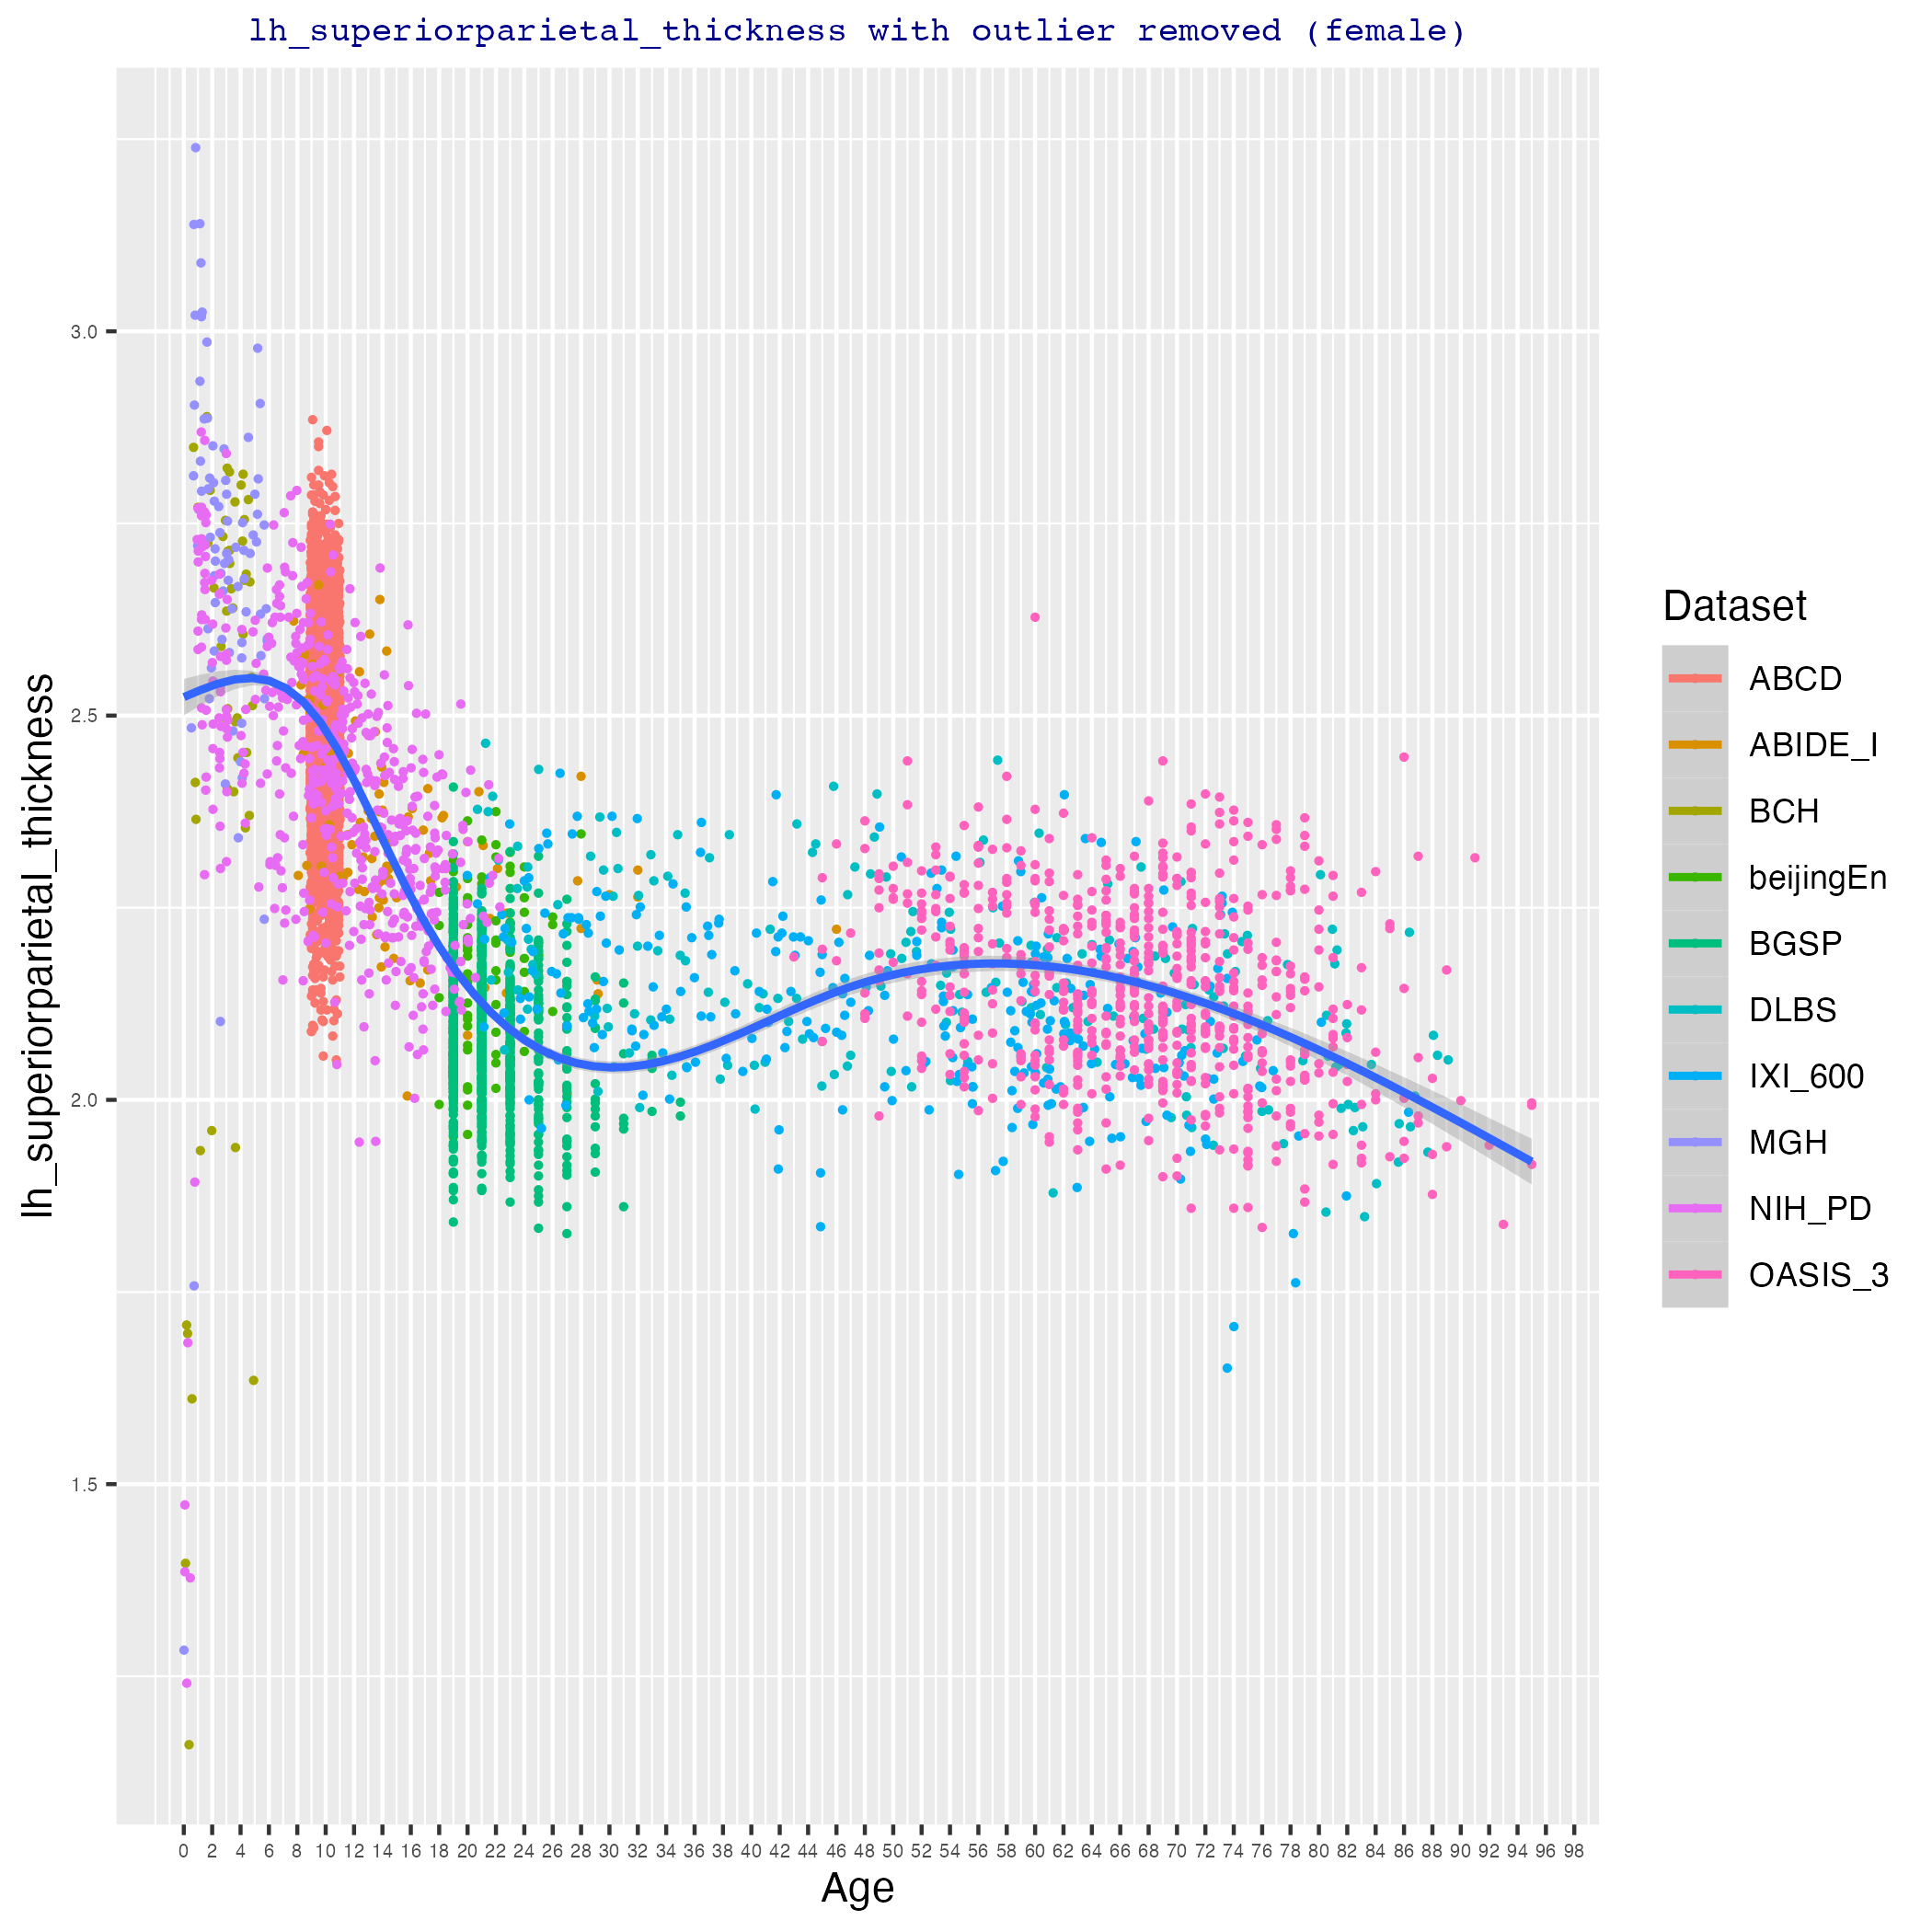 lh_superiorparietal_thickness with outlier removed (female)
lh_superiorparietal_thickness
3.0
2.5
2.0
1.5
0 2 4 6 8 10 12 14 16 18 20 22 24 26 28 30 32 34 36 38 40 42 44 46 48 50 52 54 56 58 60 62 64 66 68 70 72 74 76 78 80 82 84 86 88 90 92 94 96 98
Age
Dataset
ABCD
ABIDE_I
BCH
beijingEn
BGSP
DLBS
IXI_600
MGH
NIH_PD
OASIS_3